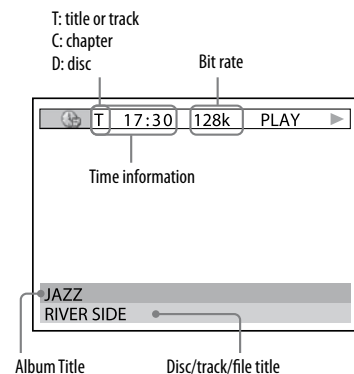 T: title or track
C: chapter
D: disc
Bit rate
T 17:30 128k PLAY
Time information
JAZZ
RIVER SIDE
Album Title
Disc/track/file title